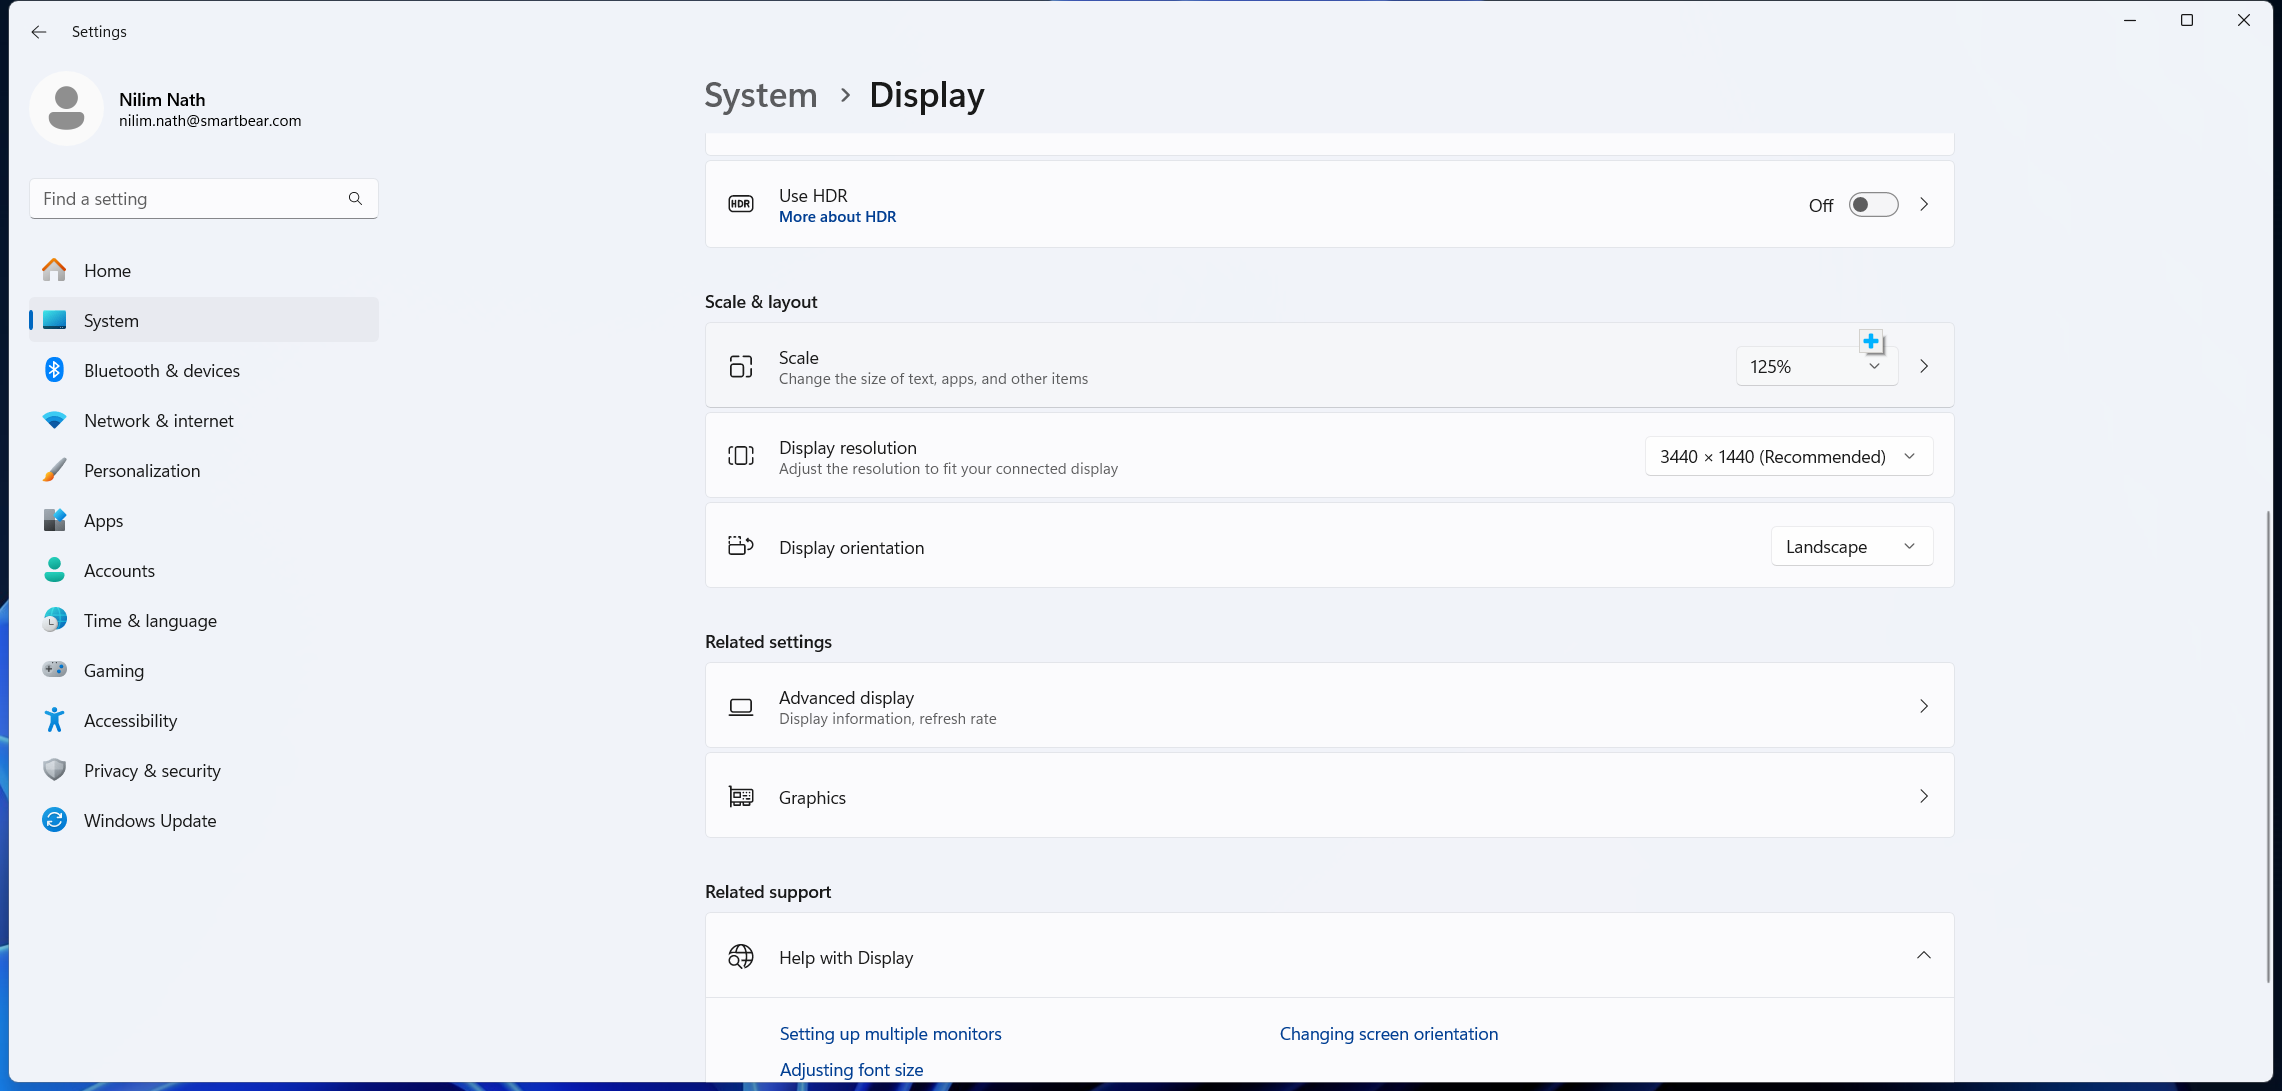 Settings
Nilim Nath
nilim.nath@smartbear.com
Find a setting
Home
System
Bluetooth & devices
Network & internet
Personalization
Apps
Accounts
Time & language
Gaming
Accessibility
Privacy & security
Windows Update
System > Display
HDR
Use HDR
Off
More about HDR
Scale & layout
Scale
125%
Change the size of text, apps, and other items
Display resolution
3440 × 1440 (Recommended)
Adjust the resolution to fit your connected display
Display orientation
Landscape
Related settings
Advanced display
Display information, refresh rate
Graphics
Related support
Help with Display
Setting up multiple monitors
Changing screen orientation
Adjusting font size